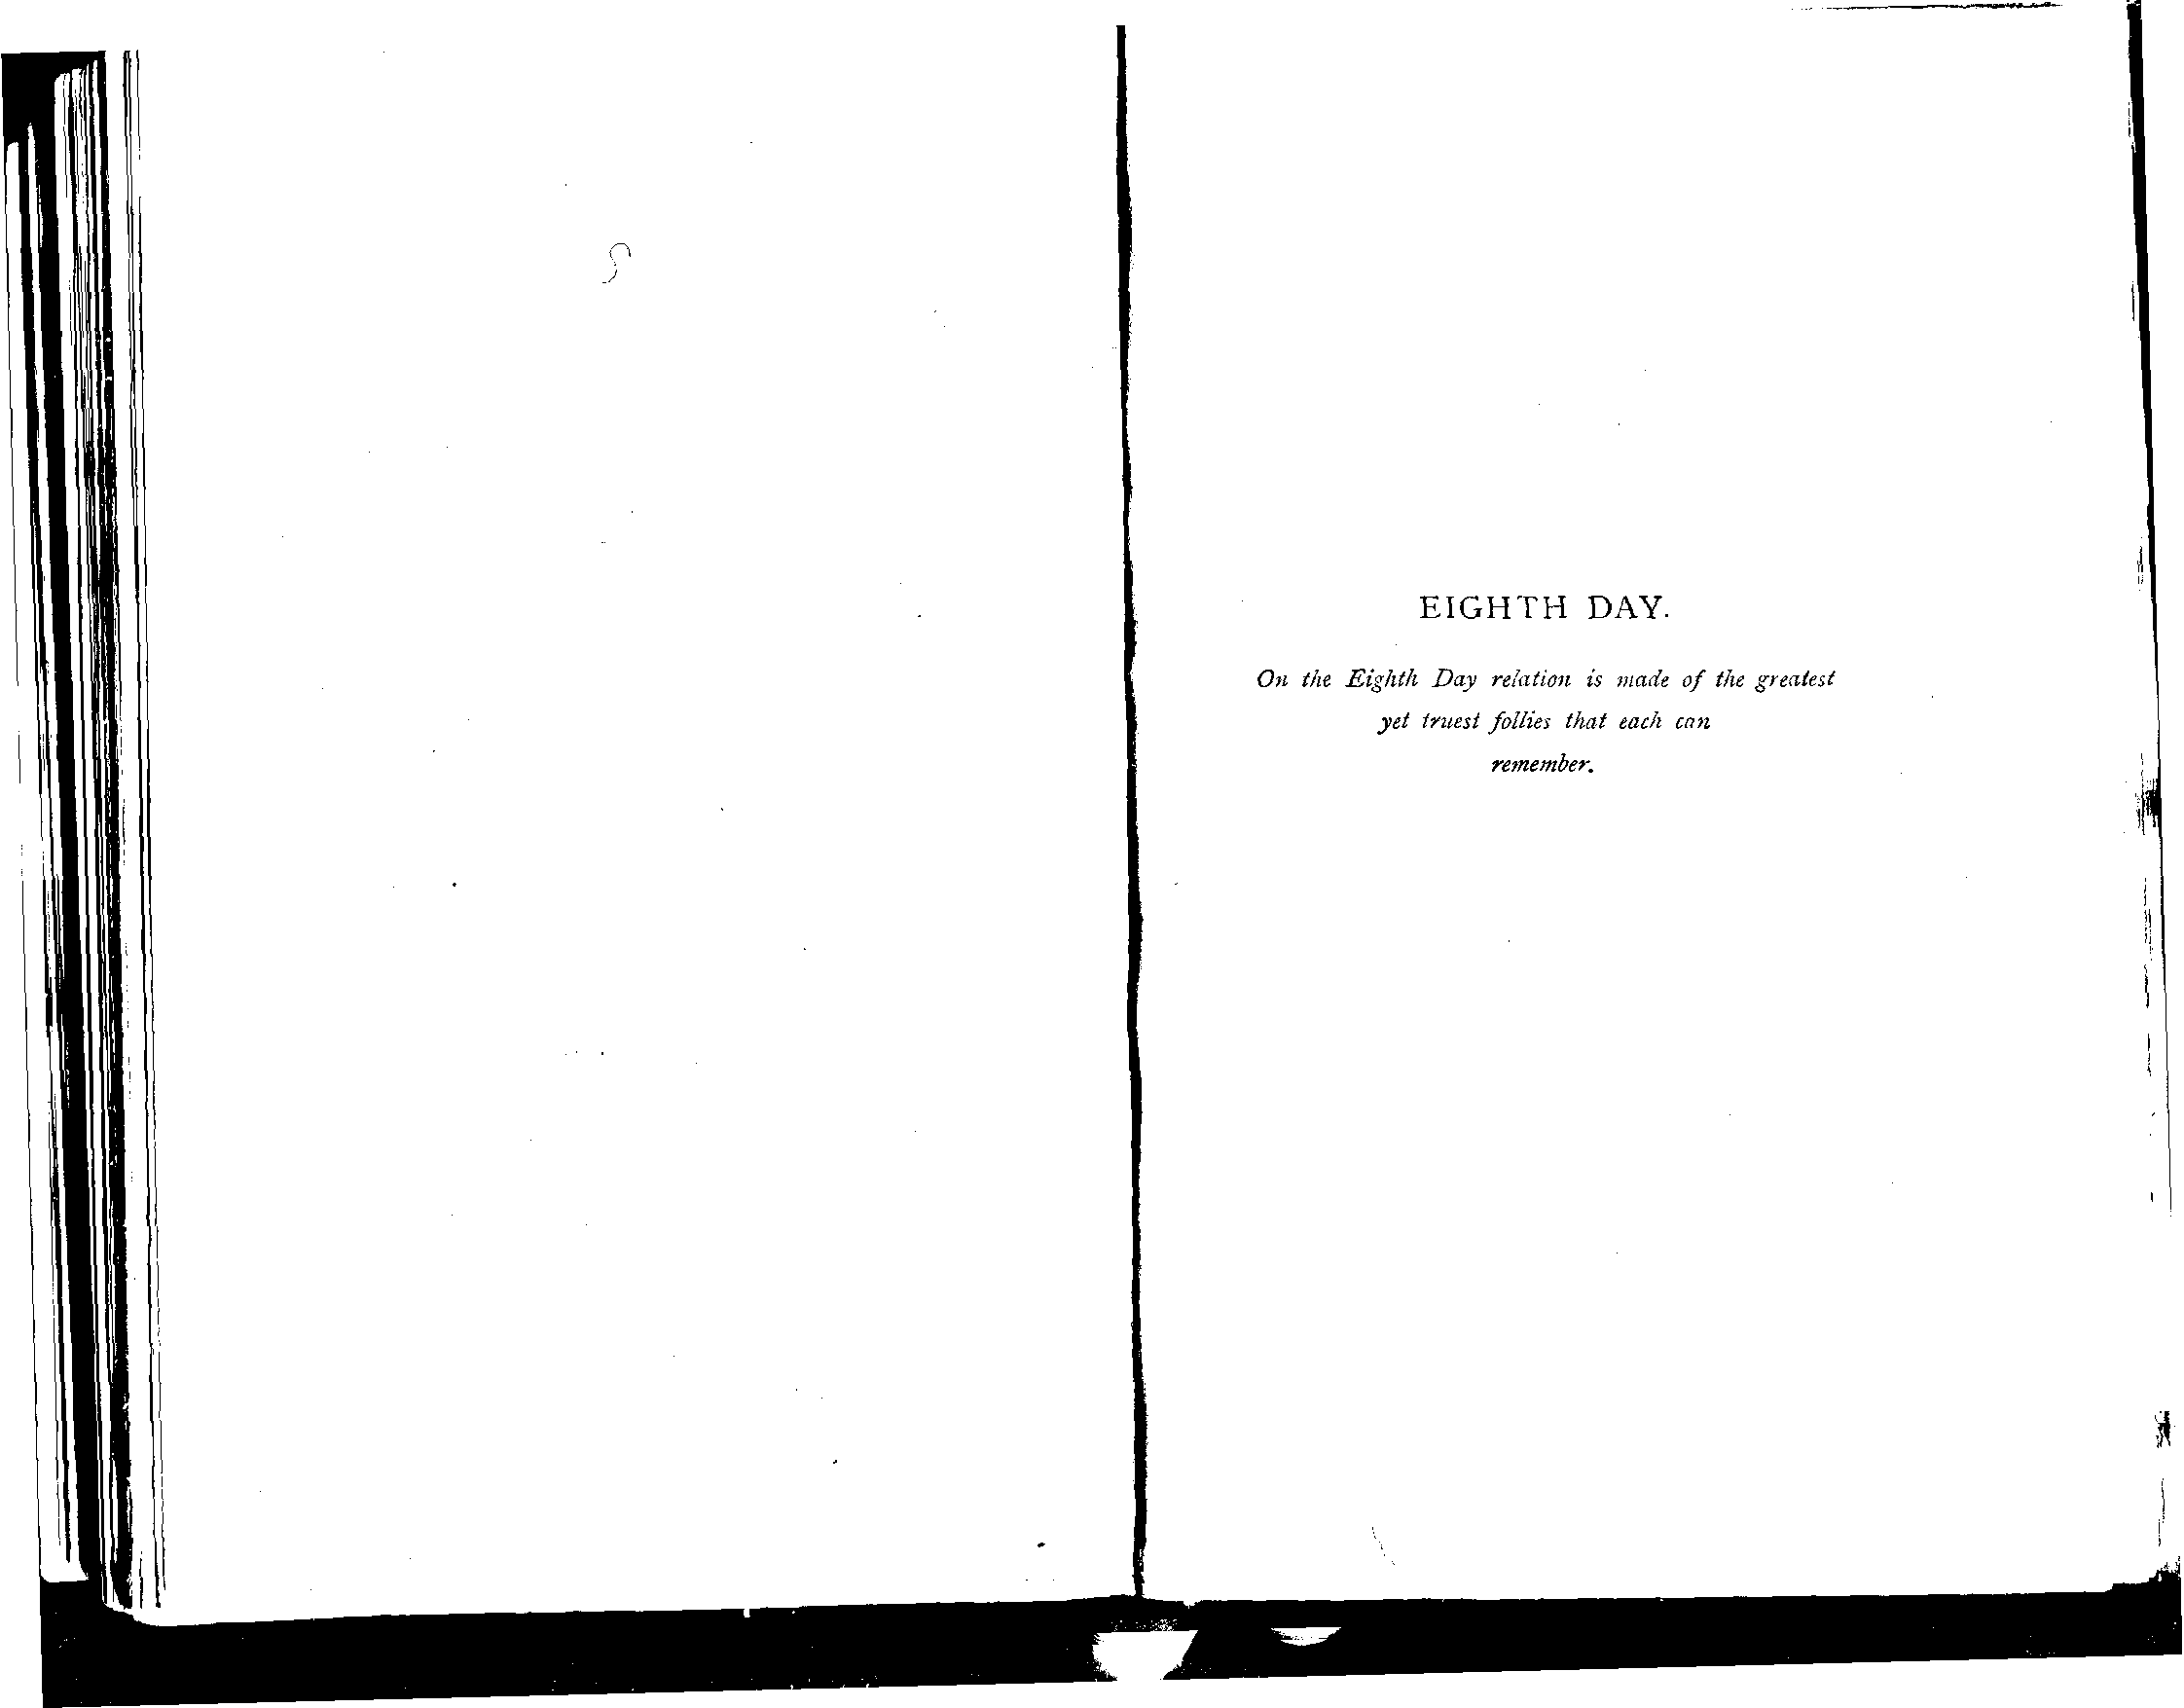 EIGHTH DAY.
On the Eighth Day relation is made of the greatest
yet truest follies that each can
remember.